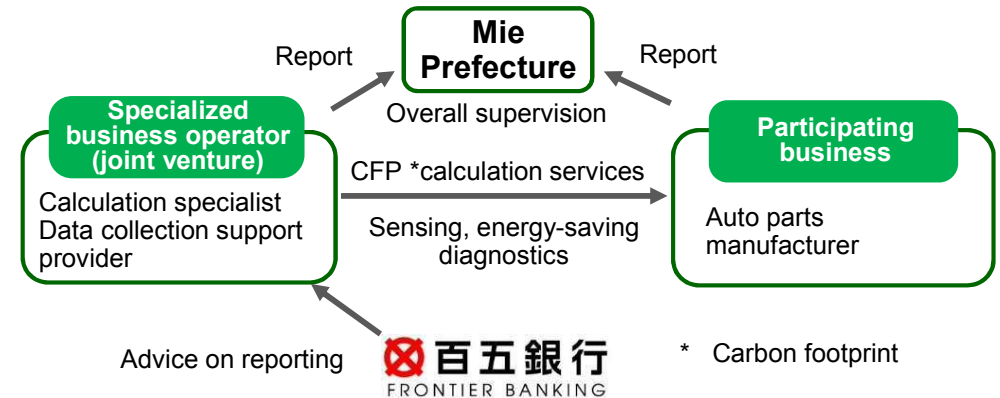 Mie
Prefecture
Report
Report
Overall supervision
Specialized
business operator
(joint venture)
Calculation specialist
Data collection support
provider
CFP *calculation services
Sensing, energy-saving
diagnostics
Participating
business
Auto parts
manufacturer
Advice on reporting
百五銀行
FRONTIER BANKING
* Carbon footprint